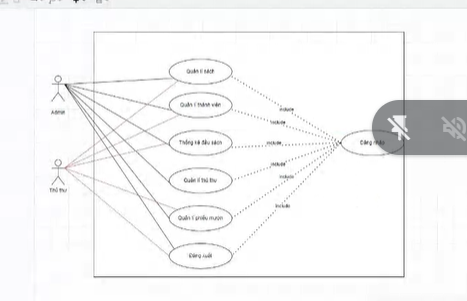 Quản lí sách
Admin
Quản lí thành viên
Thống kê đầu sách
Thủ thư
Quản lí thủ thư
Quản lí phiếu mượn
Đăng xuất
include
include
include
include
include
include
Đăng nhập